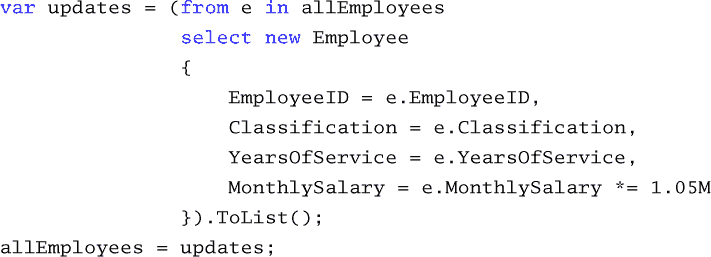 var updates = (from e in allEmployees
select new Employee
{
EmployeeID = e.EmployeeID,
Classification = e.Classification,
YearsOfService = e.YearsOfService,
MonthlySalary = e.MonthlySalary *= 1.05M
}).ToList();
allEmployees = updates;